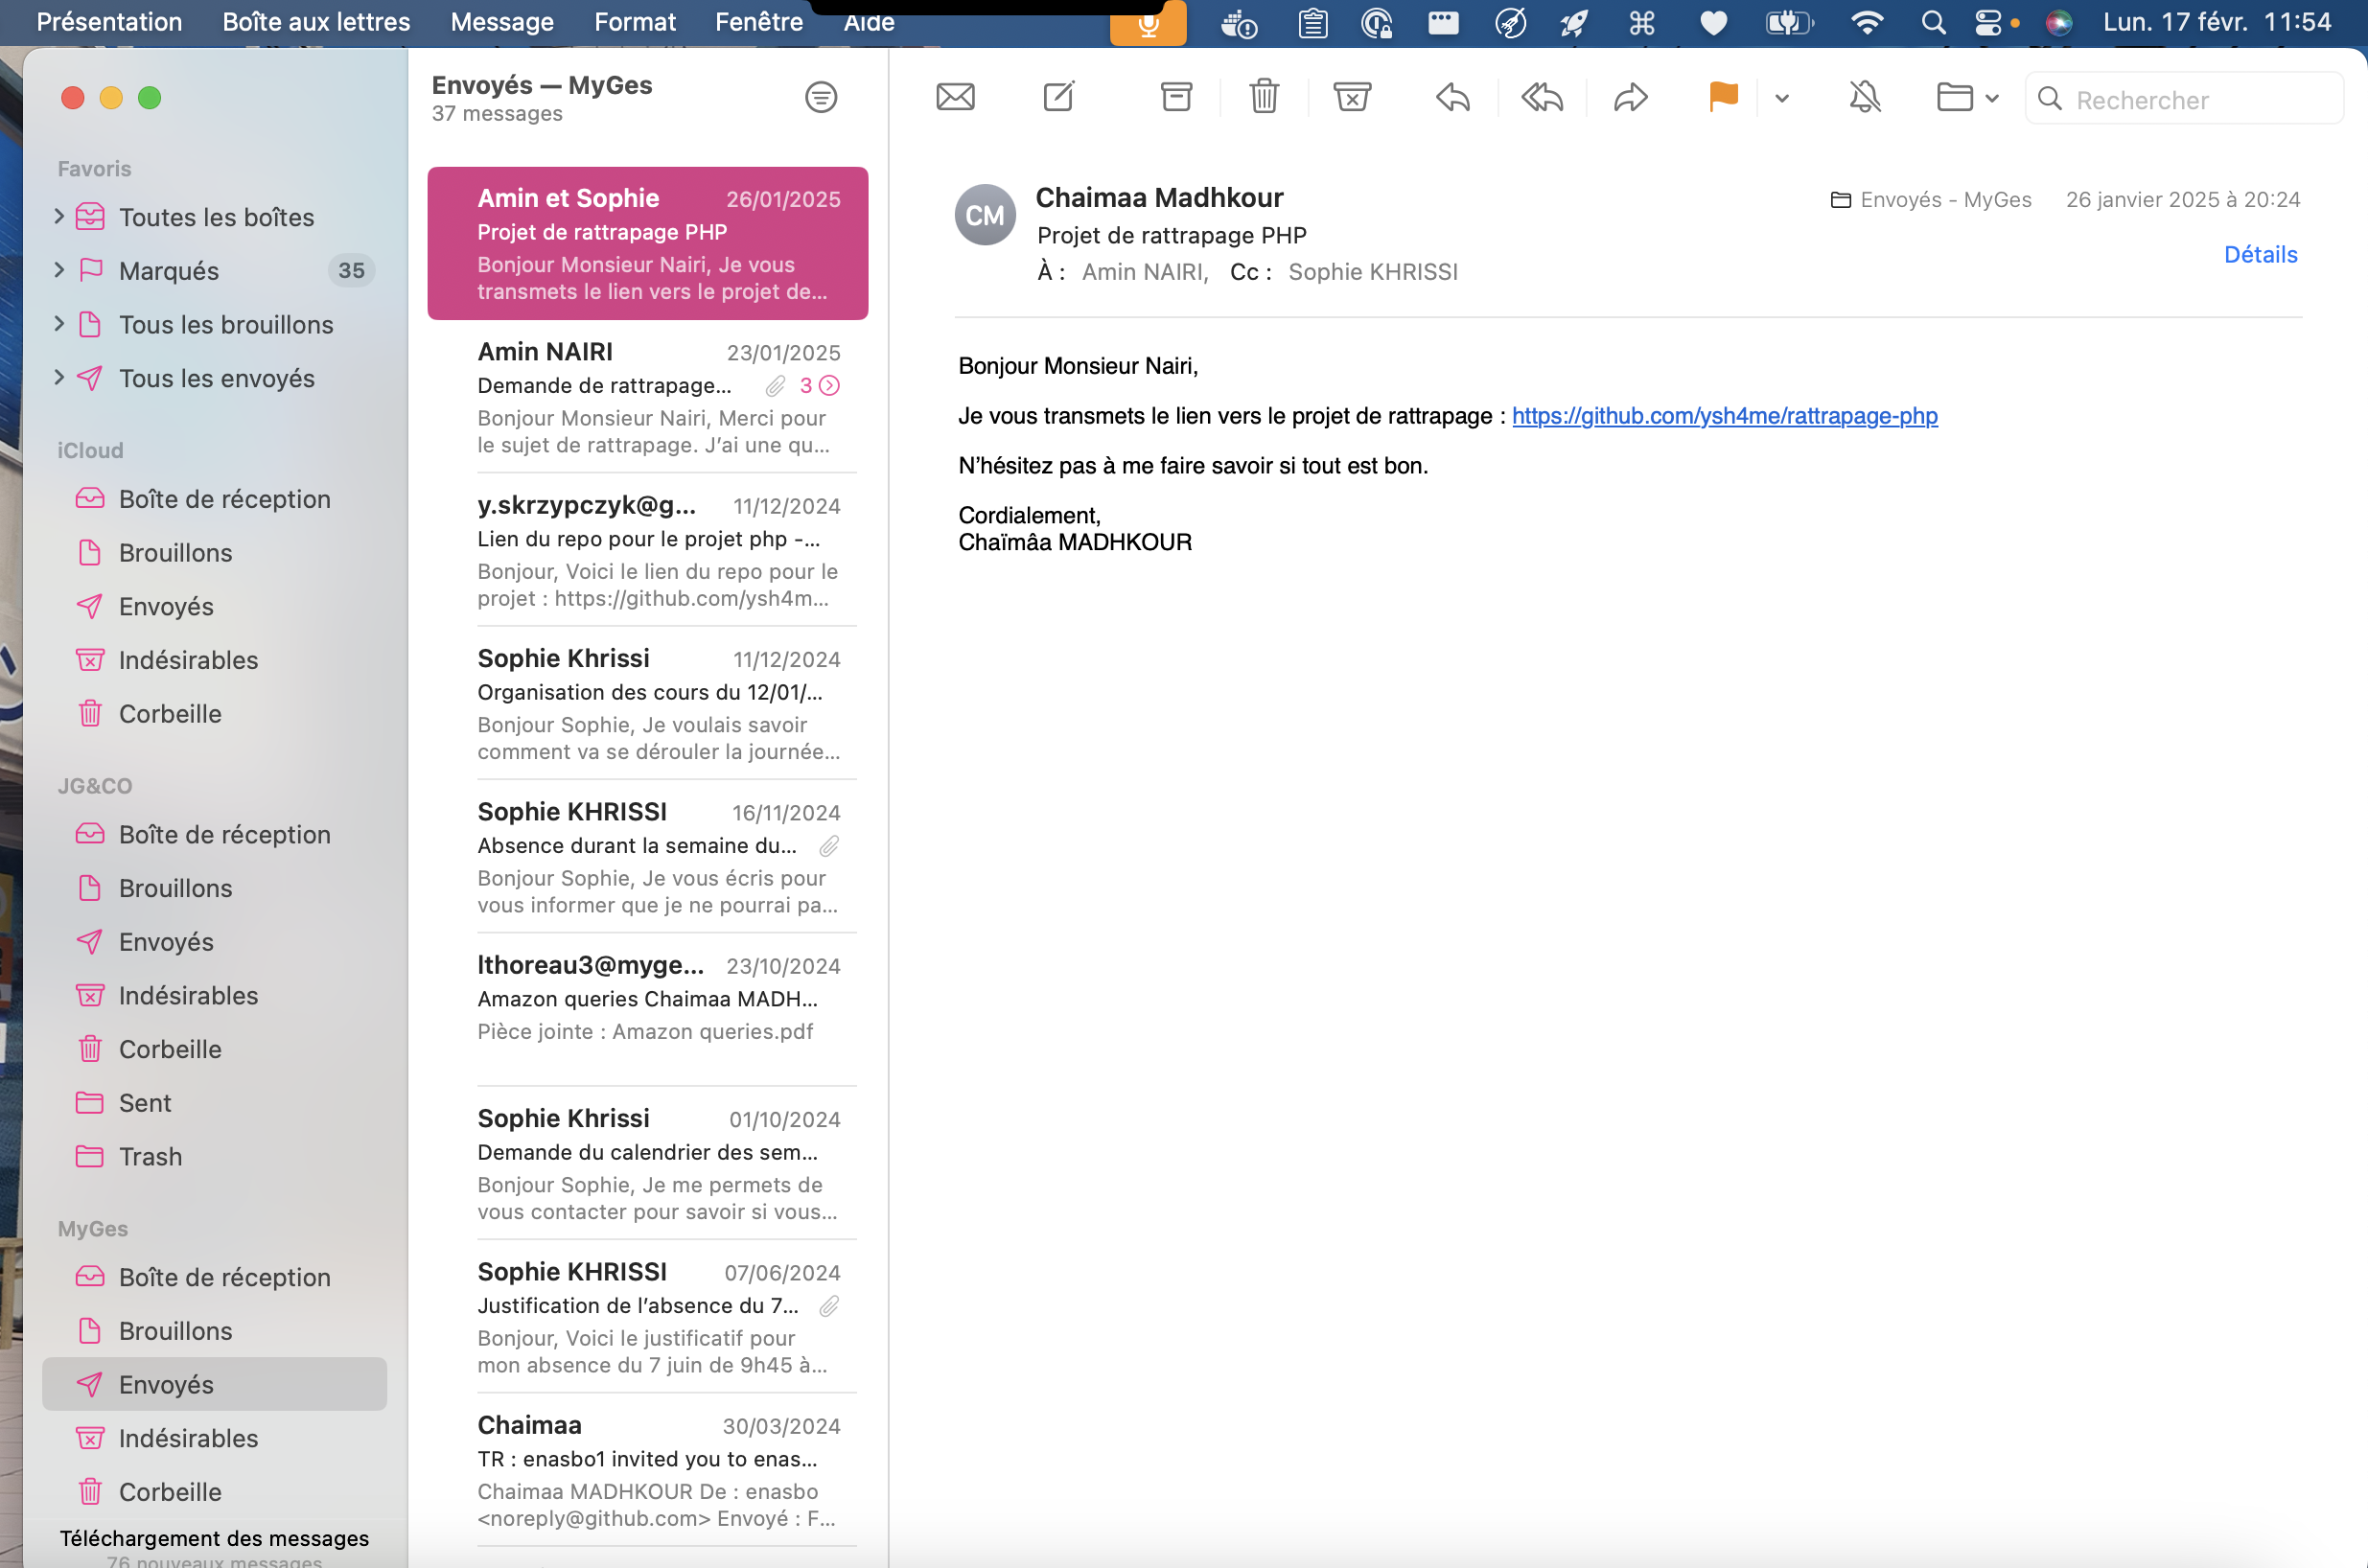 Présentation Boîte aux lettres Message Format Fenêtre Aide Lun. 17 févr. 11:54
Favoris
Toutes les boîtes
Marqués 35
Tous les brouillons
Tous les envoyés
iCloud
Boîte de réception
Brouillons
Envoyés
Indésirables
Corbeille
JG&CO
Boîte de réception
Brouillons
Envoyés
Indésirables
Corbeille
Sent
Trash
MyGes
Boîte de réception
Brouillons
Envoyés
Indésirables
Corbeille
Téléchargement des messages
76 nouveaux messages
Envoyés — MyGes
37 messages
Amin et Sophie 26/01/2025
Projet de rattrapage PHP
Bonjour Monsieur Nairi, Je vous
transmets le lien vers le projet de...
Amin NAIRI 23/01/2025
Demande de rattrapage... 3
Bonjour Monsieur Nairi, Merci pour
le sujet de rattrapage. J’ai une qu...
y.skrzypczyk@g... 11/12/2024
Lien du repo pour le projet php -...
Bonjour, Voici le lien du repo pour le
projet : https://github.com/ysh4m...
Sophie Khrissi 11/12/2024
Organisation des cours du 12/01/...
Bonjour Sophie, Je voulais savoir
comment va se dérouler la journée...
Sophie KHRISSI 16/11/2024
Absence durant la semaine du...
Bonjour Sophie, Je vous écris pour
vous informer que je ne pourrai pa...
lthoreau3@myge... 23/10/2024
Amazon queries Chaimaa MADH...
Pièce jointe : Amazon queries.pdf
Sophie Khrissi 01/10/2024
Demande du calendrier des sem...
Bonjour Sophie, Je me permets de
vous contacter pour savoir si vous...
Sophie KHRISSI 07/06/2024
Justification de l’absence du 7...
Bonjour, Voici le justificatif pour
mon absence du 7 juin de 9h45 à...
Chaimaa 30/03/2024
TR : enasbo1 invited you to enas...
Chaimaa MADHKOUR De : enasbo
<noreply@github.com> Envoyé : F...
Rechercher
CM
Chaimaa Madhkour Envoyés - MyGes 26 janvier 2025 à 20:24
Projet de rattrapage PHP
Détails
À : Amin NAIRI, Cc : Sophie KHRISSI
Bonjour Monsieur Nairi,
Je vous transmets le lien vers le projet de rattrapage : https://github.com/ysh4me/rattrapage-php
N’hésitez pas à me faire savoir si tout est bon.
Cordialement,
Chaïmâa MADHKOUR